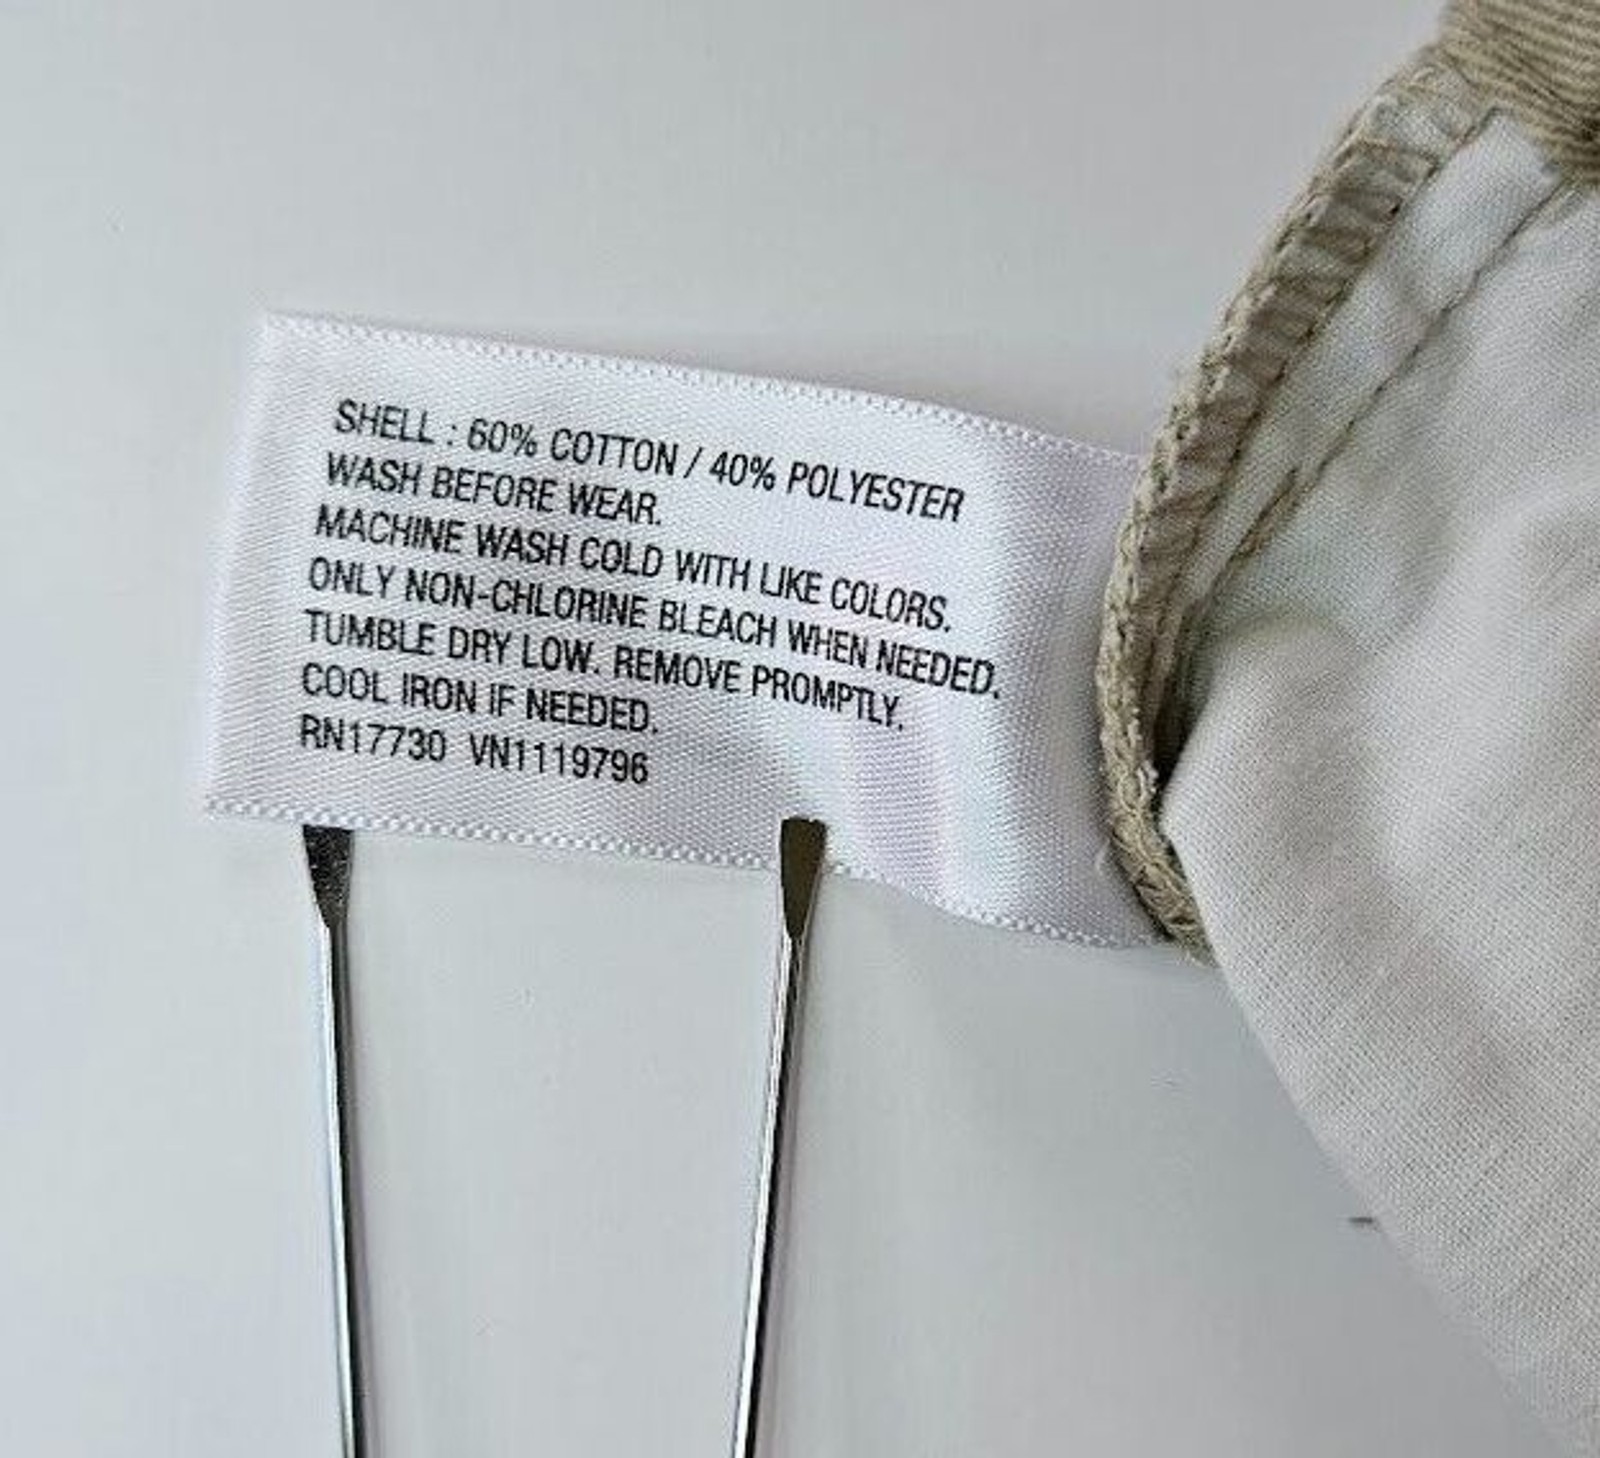 SHELL : 60% COTTON / 40% POLYESTER
WASH BEFORE WEAR.
MACHINE WASH COLD WITH LIKE COLORS.
ONLY NON-CHLORINE BLEACH WHEN NEEDED.
TUMBLE DRY LOW. REMOVE PROMPTLY.
COOL IRON IF NEEDED.
RN17730 VN1119796